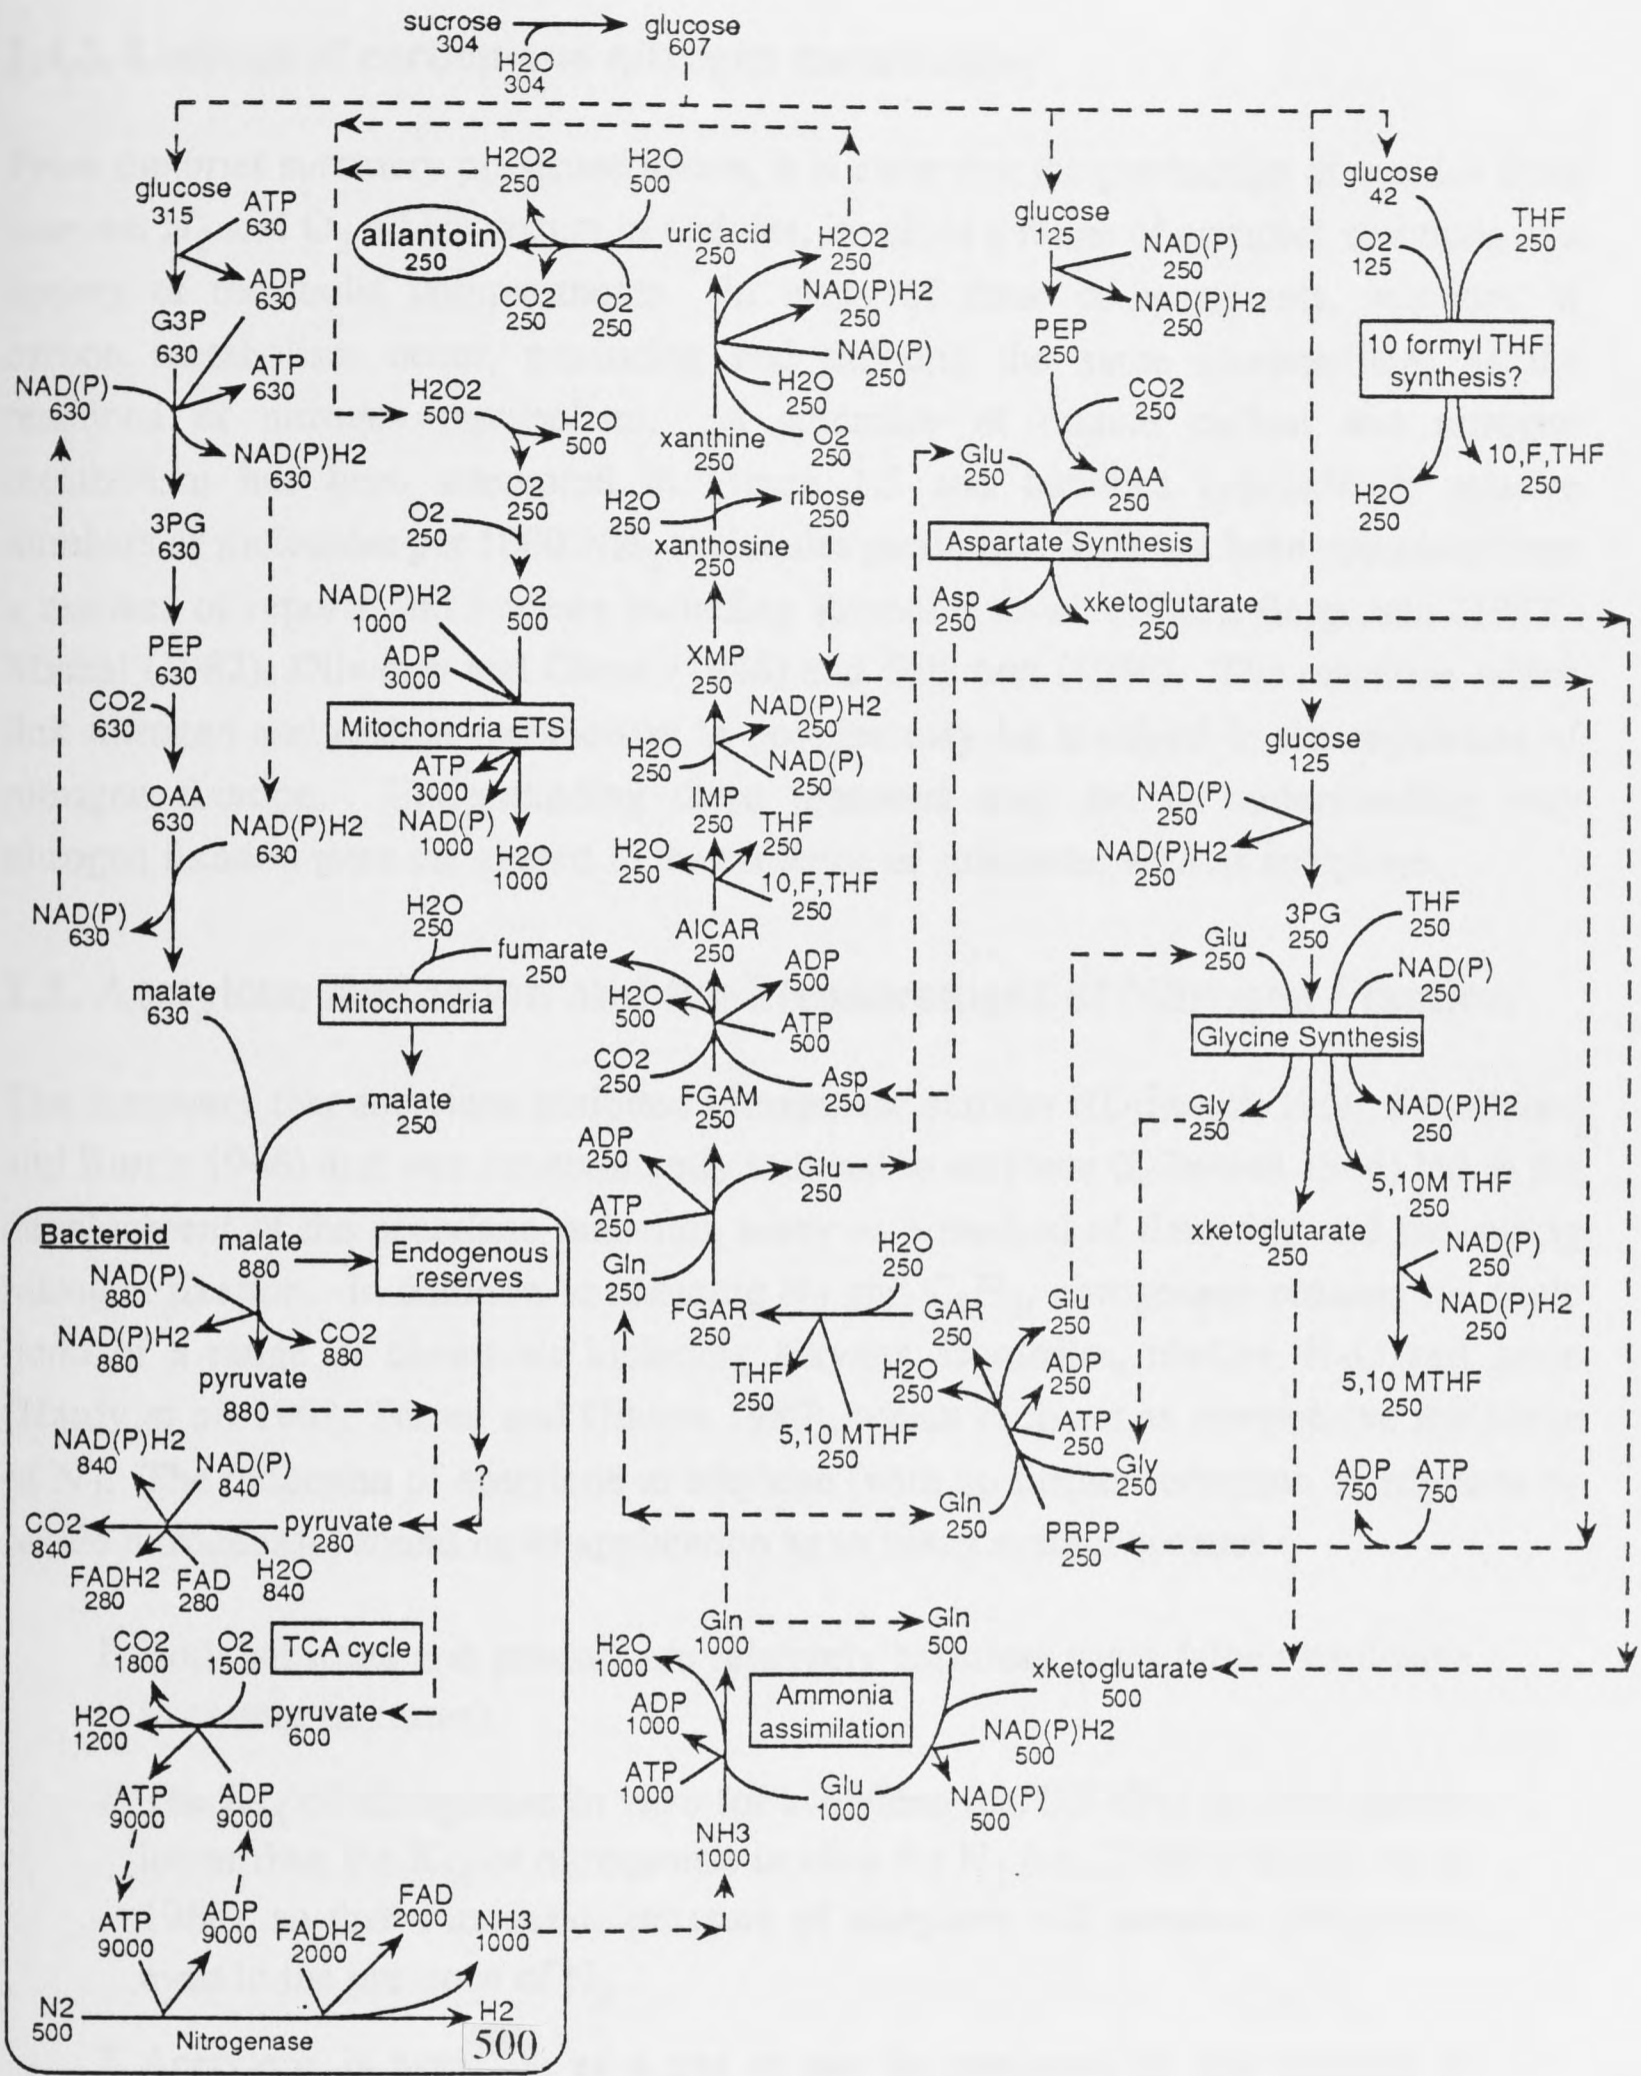 sucrose
304
glucose
607
H2O
304
glucose
315
ATP
630
ADP
630
G3P
630
NAD(P)
630
ATP
630
NAD(P)H2
630
3PG
630
PEP
630
CO2
630
OAA
630
NAD(P)H2
630
NAD(P)
630
malate
630
H2O2
250
H2O
500
allantoin
250
uric acid
250
CO2
250
O2
250
H2O2
250
NAD(P)H2
250
NAD(P)
250
H2O
250
O2
250
H2O2
500
H2O
500
O2
250
O2
250
NAD(P)H2
1000
O2
500
ADP
3000
Mitochondria ETS
ATP
3000
NAD(P)
1000
H2O
1000
xanthine
250
H2O
250
ribose
250
xanthosine
250
XMP
250
NAD(P)H2
250
H2O
250
NAD(P)
250
IMP
250
THF
250
H2O
250
10,F,THF
250
AICAR
250
H2O
250
fumarate
250
Mitochondria
malate
250
ADP
500
H2O
500
ATP
500
CO2
250
Asp
250
FGAM
250
ADP
250
Glu
250
ATP
250
Gln
250
FGAR
250
H2O
250
GAR
250
THF
250
5,10 MTHF
250
Glu
250
H2O
250
ADP
250
ATP
250
Gly
250
Gln
250
PRPP
250
ADP
750
ATP
750
glucose
125
NAD(P)
250
NAD(P)H2
250
PEP
250
CO2
250
Glu
250
OAA
250
Aspartate Synthesis
Asp
250
xketoglutarate
250
glucose
42
O2
125
THF
250
10 formyl THF
synthesis?
H2O
250
10,F,THF
250
glucose
125
NAD(P)
250
NAD(P)H2
250
3PG
250
THF
250
Glu
250
NAD(P)
250
Glycine Synthesis
Gly
250
NAD(P)H2
250
5,10M THF
250
xketoglutarate
250
NAD(P)
250
NAD(P)H2
250
5,10 MTHF
250
Bacteroid
malate
880
Endogenous
reserves
NAD(P)
880
NAD(P)H2
880
CO2
880
pyruvate
880
NAD(P)H2
840
NAD(P)
840
?
CO2
840
pyruvate
280
FADH2
280
FAD
280
H2O
840
CO2
1800
O2
1500
TCA cycle
H2O
1200
pyruvate
600
ATP
9000
ADP
9000
ATP
9000
ADP
9000
FADH2
2000
FAD
2000
NH3
1000
N2
500
Nitrogenase
H2
500
Gln
1000
Gln
500
H2O
1000
xketoglutarate
500
ADP
1000
Ammonia
assimilation
NAD(P)H2
500
ATP
1000
Glu
1000
NAD(P)
500
NH3
1000